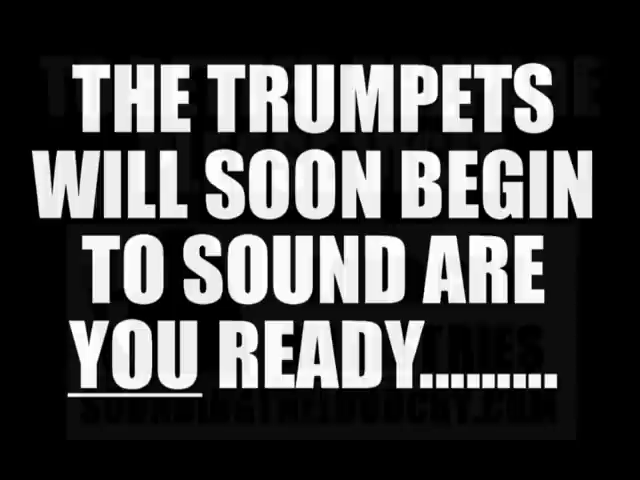 THE TRUMPETS
WILL SOON BEGIN
TO SOUND ARE
YOU READY.........